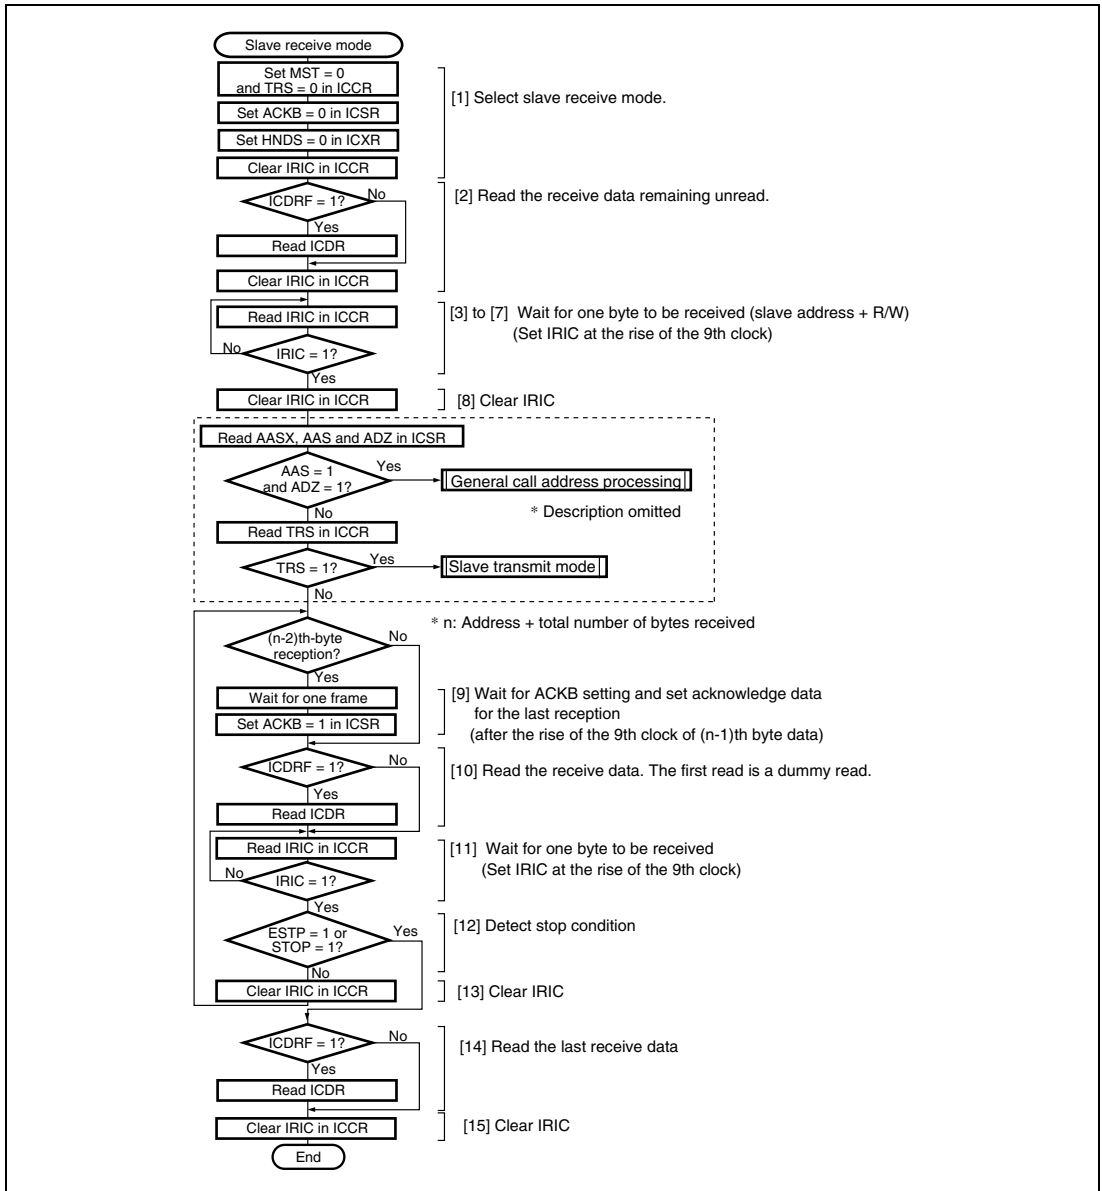 Slave receive mode
Set MST = 0
and TRS = 0 in ICCR
[1] Select slave receive mode.
Set ACKB = 0 in ICSR
Set HNDS = 0 in ICXR
Clear IRIC in ICCR
ICDRF = 1?
No
[2] Read the receive data remaining unread.
Yes
Read ICDR
Clear IRIC in ICCR
Read IRIC in ICCR
[3] to [7] Wait for one byte to be received (slave address + R/W)
(Set IRIC at the rise of the 9th clock)
No
IRIC = 1?
Yes
Clear IRIC in ICCR
[8] Clear IRIC
Read AASX, AAS and ADZ in ICSR
AAS = 1
and ADZ = 1?
Yes
General call address processing
No
* Description omitted
Read TRS in ICCR
TRS = 1?
Yes
Slave transmit mode
No
* n: Address + total number of bytes received
(n-2)th-byte
reception?
No
Yes
Wait for one frame
[9] Wait for ACKB setting and set acknowledge data
for the last reception
Set ACKB = 1 in ICSR
(after the rise of the 9th clock of (n-1)th byte data)
ICDRF = 1?
No
[10] Read the receive data. The first read is a dummy read.
Yes
Read ICDR
Read IRIC in ICCR
[11] Wait for one byte to be received
(Set IRIC at the rise of the 9th clock)
No
IRIC = 1?
Yes
ESTP = 1 or
STOP = 1?
Yes
[12] Detect stop condition
No
Clear IRIC in ICCR
[13] Clear IRIC
ICDRF = 1?
No
[14] Read the last receive data
Yes
Read ICDR
Clear IRIC in ICCR
[15] Clear IRIC
End